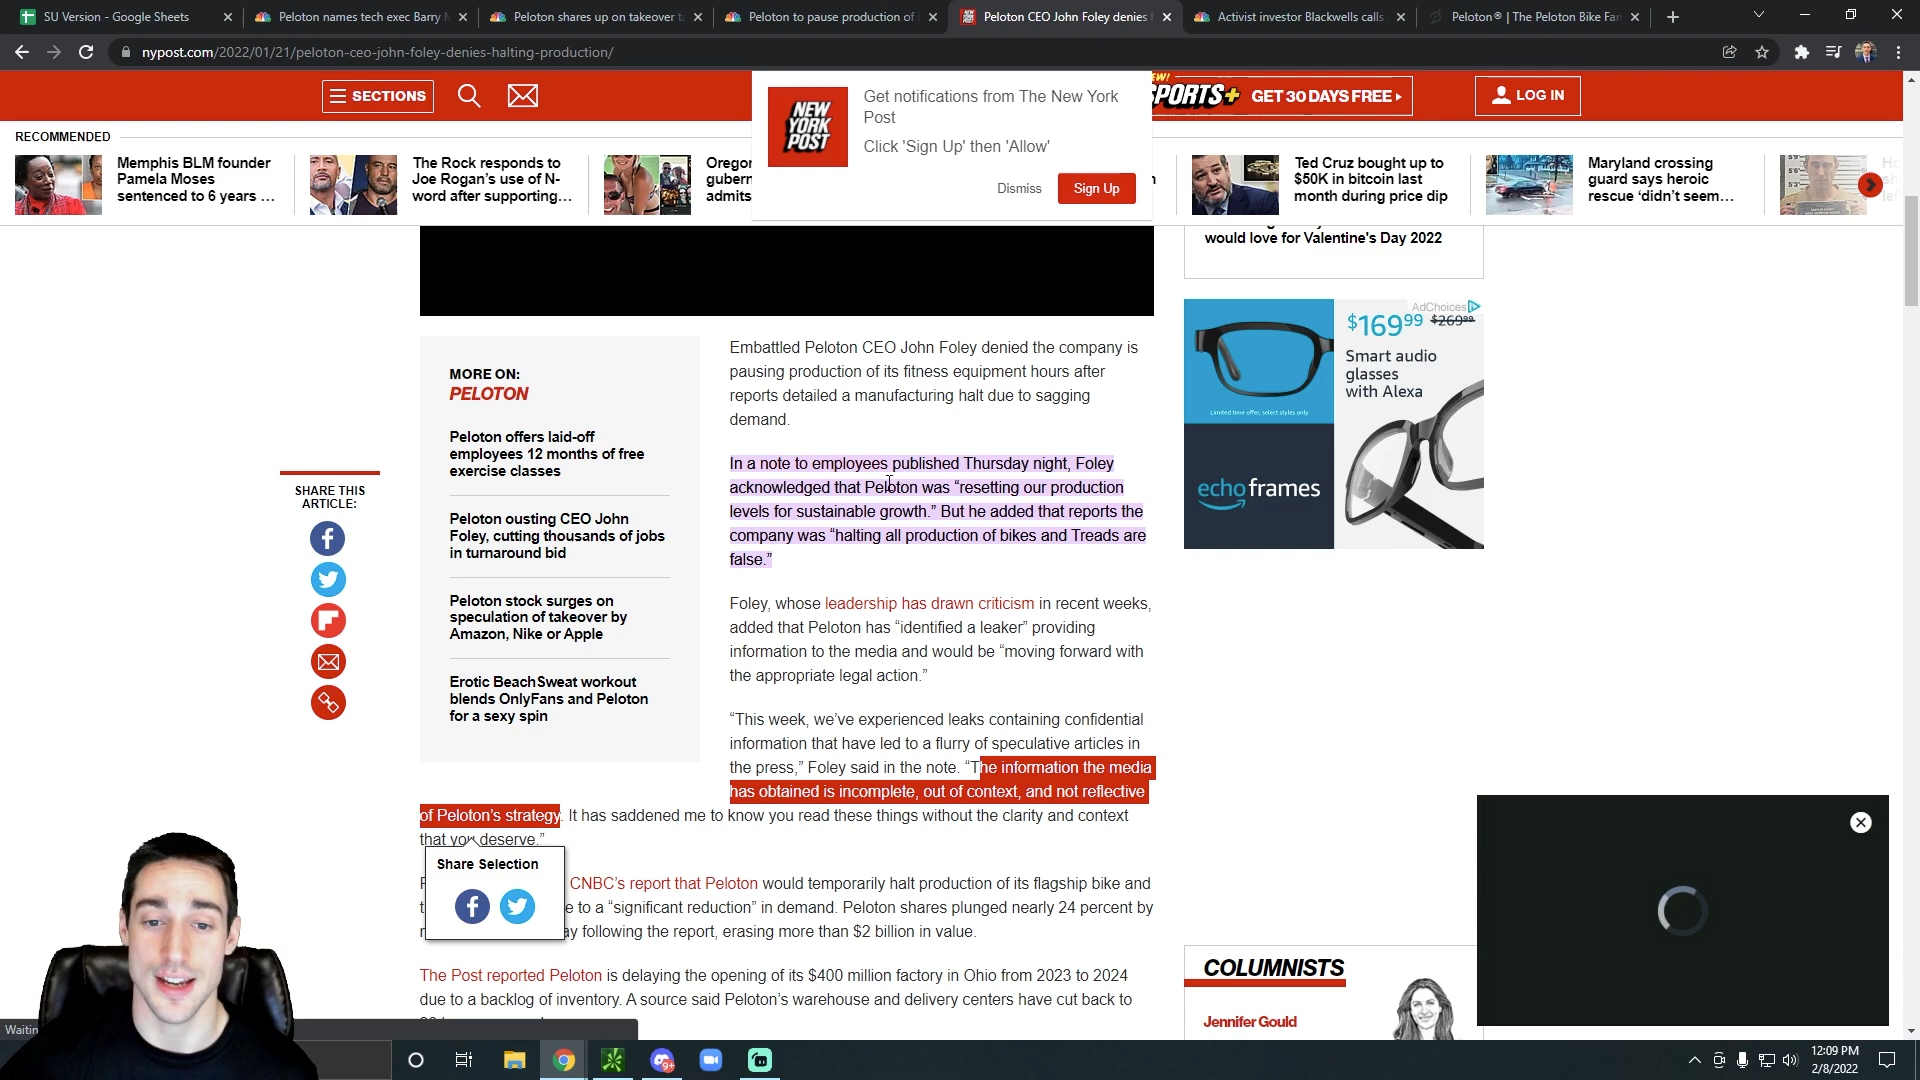 SU Version - Google Sheets
Peloton names tech exec Barry M
Peloton shares up on takeover t
Peloton to pause production of
Peloton CEO John Foley denies
Activist investor Blackwells calls
Peloton® | The Peloton Bike Fan
nypost.com/2022/01/21/peloton-ceo-john-foley-denies-halting-production/
SECTIONS
NEW YORK POST
Get notifications from The New York
Post
Click 'Sign Up' then 'Allow'
Dismiss
Sign Up
NEW!
SPORTS+
GET 30 DAYS FREE
LOG IN
RECOMMENDED
Memphis BLM founder
Pamela Moses
sentenced to 6 years ...
The Rock responds to
Joe Rogan's use of N-
word after supporting...
Oregor
gubern
admits
Ted Cruz bought up to
$50K in bitcoin last
month during price dip
Maryland crossing
guard says heroic
rescue 'didn't seem...
would love for Valentine's Day 2022
AdChoices
$169⁹⁹ $269⁹⁹
Smart audio
glasses
with Alexa
Limited time offer, select styles only
echo frames
SHARE THIS
ARTICLE:
MORE ON:
PELOTON
Peloton offers laid-off
employees 12 months of free
exercise classes
Peloton ousting CEO John
Foley, cutting thousands of jobs
in turnaround bid
Peloton stock surges on
speculation of takeover by
Amazon, Nike or Apple
Erotic BeachSweat workout
blends OnlyFans and Peloton
for a sexy spin
Embattled Peloton CEO John Foley denied the company is
pausing production of its fitness equipment hours after
reports detailed a manufacturing halt due to sagging
demand.
In a note to employees published Thursday night, Foley
acknowledged that Peloton was “resetting our production
levels for sustainable growth.” But he added that reports the
company was “halting all production of bikes and Treads are
false.”
Foley, whose leadership has drawn criticism in recent weeks,
added that Peloton has “identified a leaker” providing
information to the media and would be “moving forward with
the appropriate legal action.”
“This week, we’ve experienced leaks containing confidential
information that have led to a flurry of speculative articles in
the press,” Foley said in the note. “The information the media
has obtained is incomplete, out of context, and not reflective
of Peloton’s strategy. It has saddened me to know you read these things without the clarity and context
that you deserve.”
Share Selection
CNBC’s report that Peloton would temporarily halt production of its flagship bike and
e to a “significant reduction” in demand. Peloton shares plunged nearly 24 percent by
ay following the report, erasing more than $2 billion in value.
The Post reported Peloton is delaying the opening of its $400 million factory in Ohio from 2023 to 2024
due to a backlog of inventory. A source said Peloton’s warehouse and delivery centers have cut back to
COLUMNISTS
Jennifer Gould
Waitin
9+
12:09 PM
2/8/2022